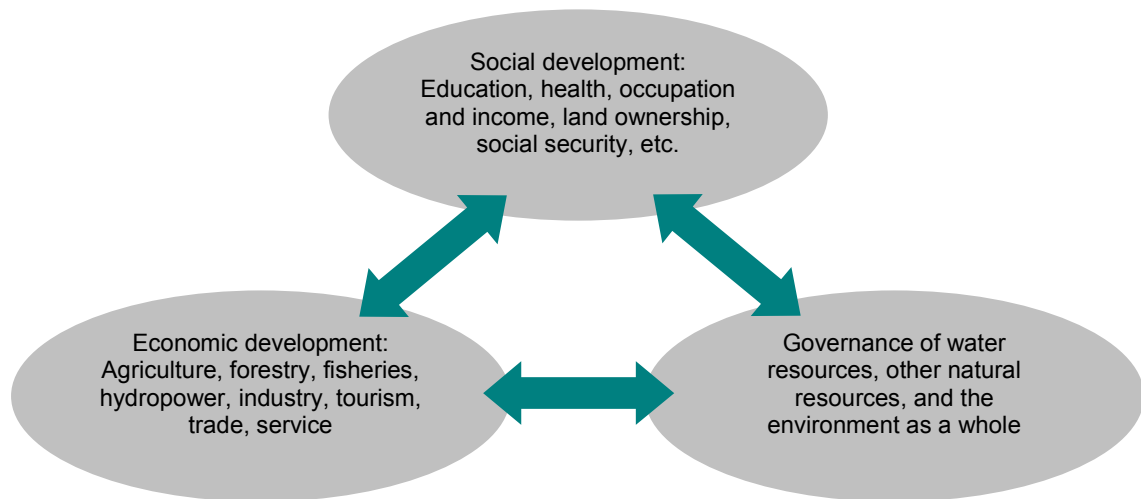 Social development:
Education, health, occupation
and income, land ownership,
social security, etc.
Economic development:
Agriculture, forestry, fisheries,
hydropower, industry, tourism,
trade, service
Governance of water
resources, other natural
resources, and the
environment as a whole